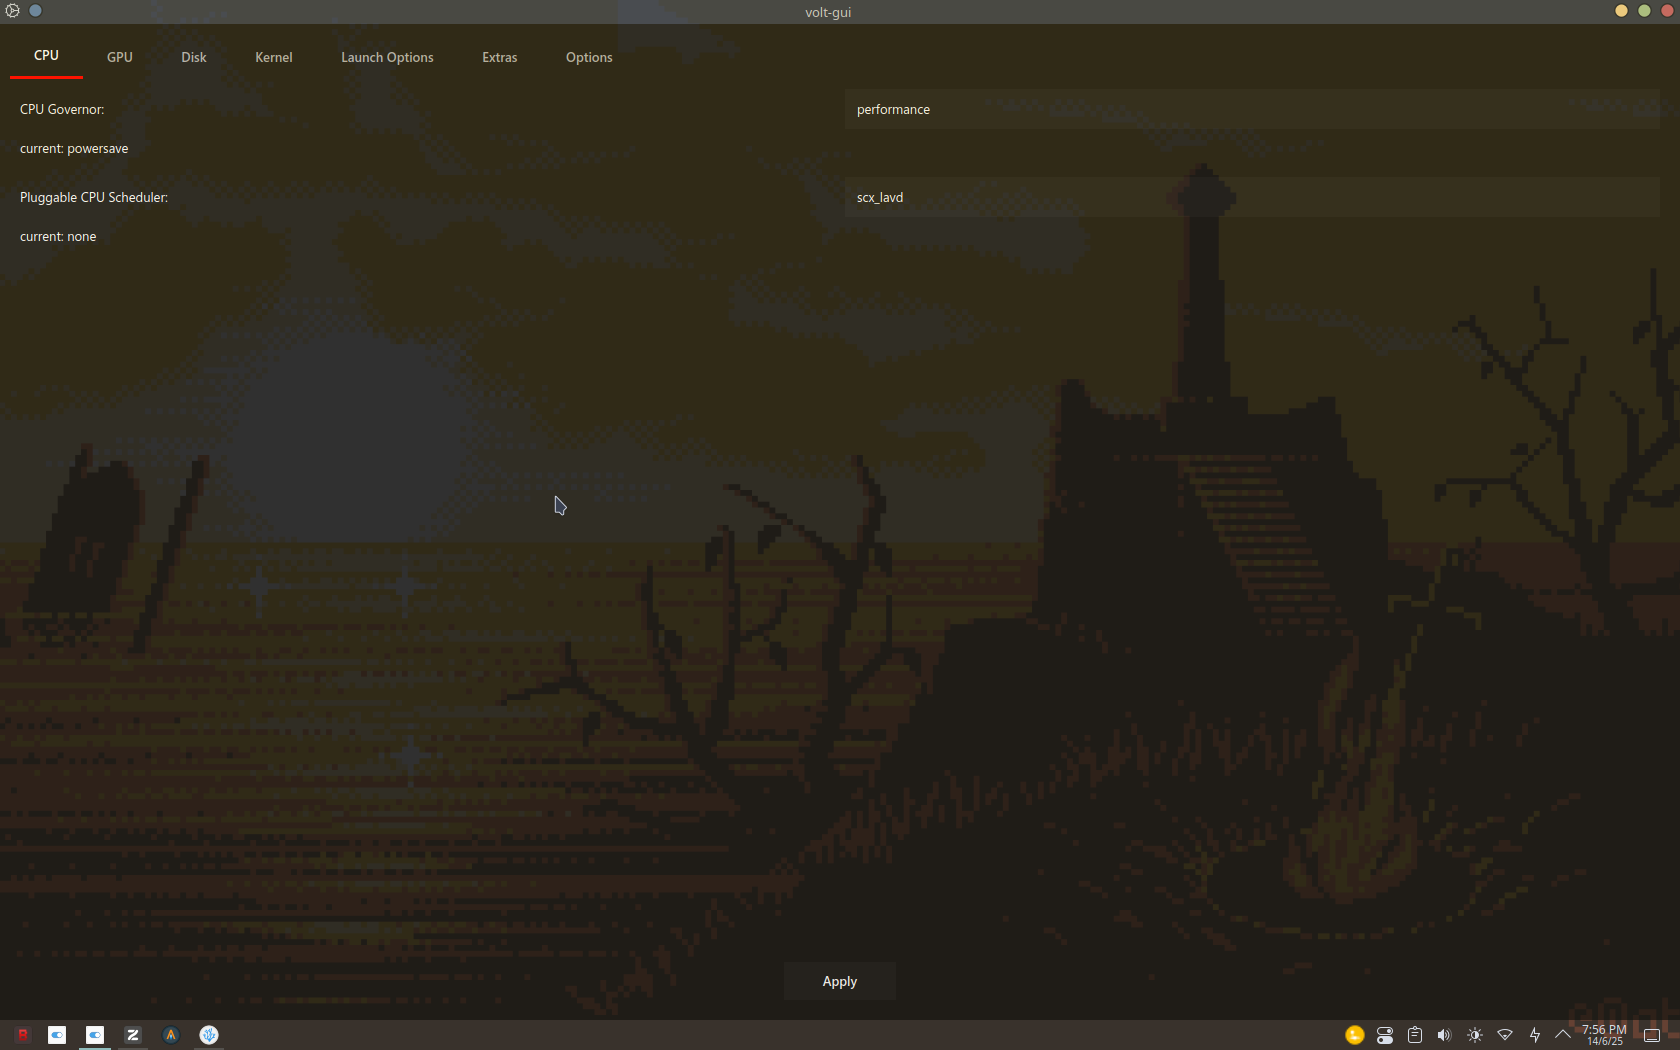 volt-gui
CPU GPU Disk Kernel Launch Options Extras Options
CPU Governor: performance
current: powersave
Pluggable CPU Scheduler: scx_lavd
current: none
Apply
7:56 PM
14/6/25